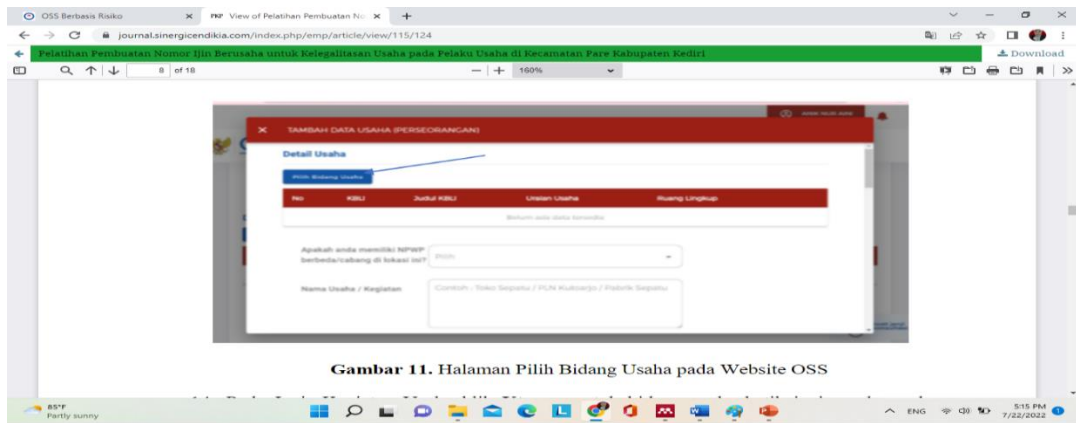 OSS Berbasis Risiko
PKP View of Pelatihan Pembuatan No
journal.sinergicendikia.com/index.php/emp/article/view/115/124
Pelatihan Pembuatan Nomor Ijin Berusaha untuk Kelegalitasan Usaha pada Pelaku Usaha di Kecamatan Pare Kabupaten Kediri
Download
8 of 18
160%
TAMBAH DATA USAHA (PERSEORANGAN)
Detail Usaha
Pilih Bidang Usaha
No KBLI Judul KBLI Uraian Usaha Ruang Lingkup
Belum ada data tersedia
Apakah anda memiliki NPWP
berbeda/cabang di lokasi ini?
Pilih
Nama Usaha / Kegiatan
Contoh : Toko Sepatu / PLN Kutoarjo / Pabrik Sepatu
Gambar 11. Halaman Pilih Bidang Usaha pada Website OSS
85°F
Partly sunny
ENG
5:15 PM
7/22/2022